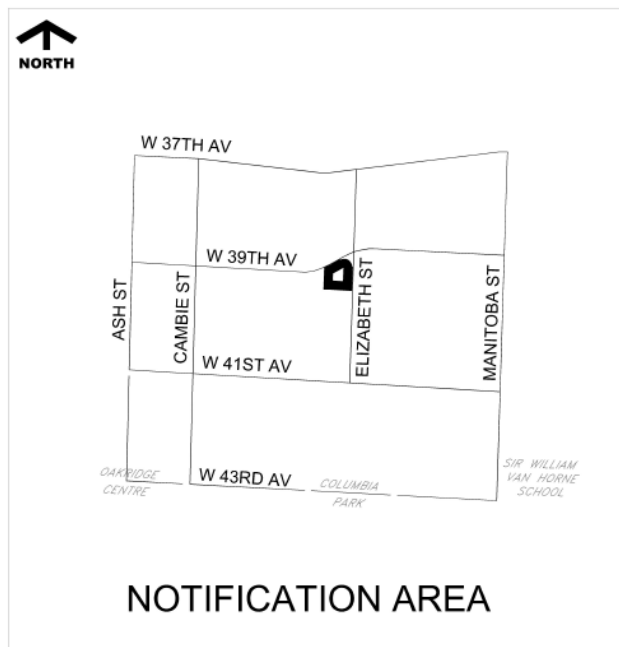 NORTH
W 37TH AV
W 39TH AV
ASH ST
CAMBIE ST
ELIZABETH ST
MANITOBA ST
W 41ST AV
OAKRIDGE
CENTRE
W 43RD AV
COLUMBIA
PARK
SIR WILLIAM
VAN HORNE
SCHOOL
NOTIFICATION AREA